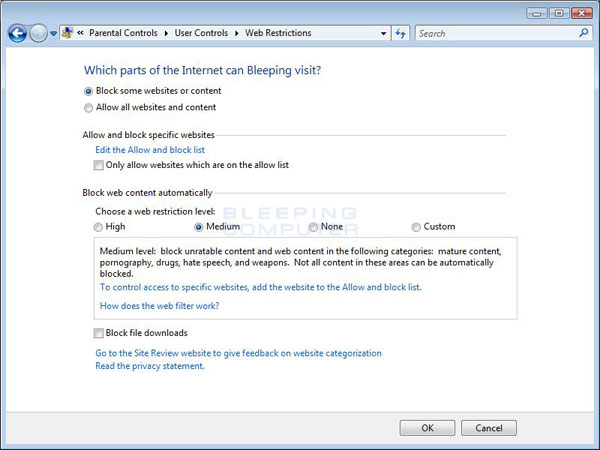 « Parental Controls ▸ User Controls ▸ Web Restrictions
Search
Which parts of the Internet can Bleeping visit?
Block some websites or content
Allow all websites and content
Allow and block specific websites
Edit the Allow and block list
Only allow websites which are on the allow list
Block web content automatically
BLEEPING
COMPUTER
Choose a web restriction level:
High Medium None Custom
Medium level: block unratable content and web content in the following categories: mature content,
pornography, drugs, hate speech, and weapons. Not all content in these areas can be automatically
blocked.
To control access to specific websites, add the website to the Allow and block list.
How does the web filter work?
Block file downloads
Go to the Site Review website to give feedback on website categorization
Read the privacy statement.
OK Cancel